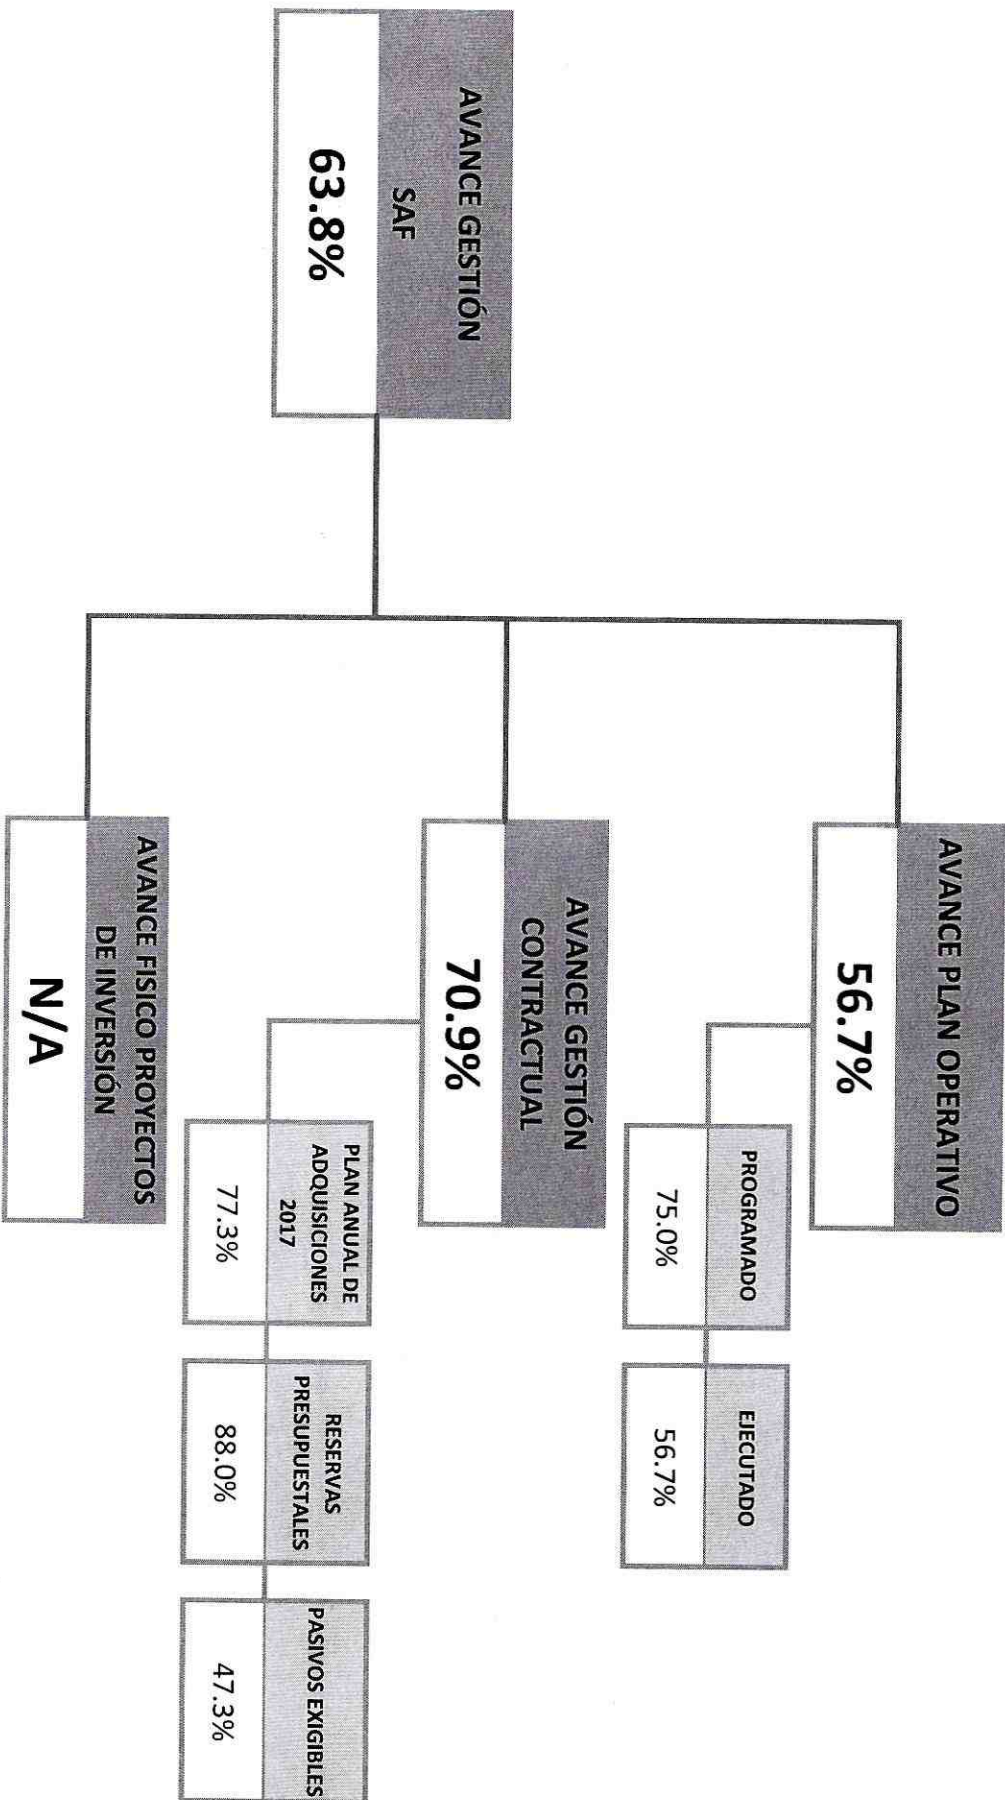 AVANCE GESTIÓN
SAF
63.8%
AVANCE PLAN OPERATIVO
56.7%
PROGRAMADO
75.0%
EJECUTADO
56.7%
AVANCE GESTIÓN
CONTRACTUAL
70.9%
PLAN ANUAL DE
ADQUISICIONES
2017
77.3%
RESERVAS
PRESUPUESTALES
88.0%
PASIVOS EXIGIBLES
47.3%
AVANCE FISICO PROYECTOS
DE INVERSIÓN
N/A